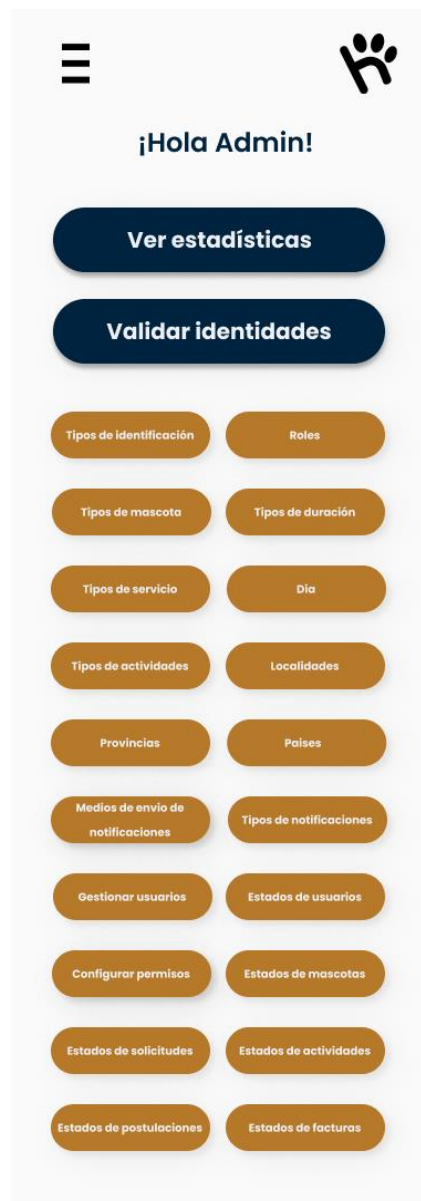 ¡Hola Admin!
Ver estadísticas
Validar identidades
Tipos de identificación
Roles
Tipos de mascota
Tipos de duración
Tipos de servicio
Dia
Tipos de actividades
Localidades
Provincias
Paises
Medios de envio de
notificaciones
Tipos de notificaciones
Gestionar usuarios
Estados de usuarios
Configurar permisos
Estados de mascotas
Estados de solicitudes
Estados de actividades
Estados de postulaciones
Estados de facturas